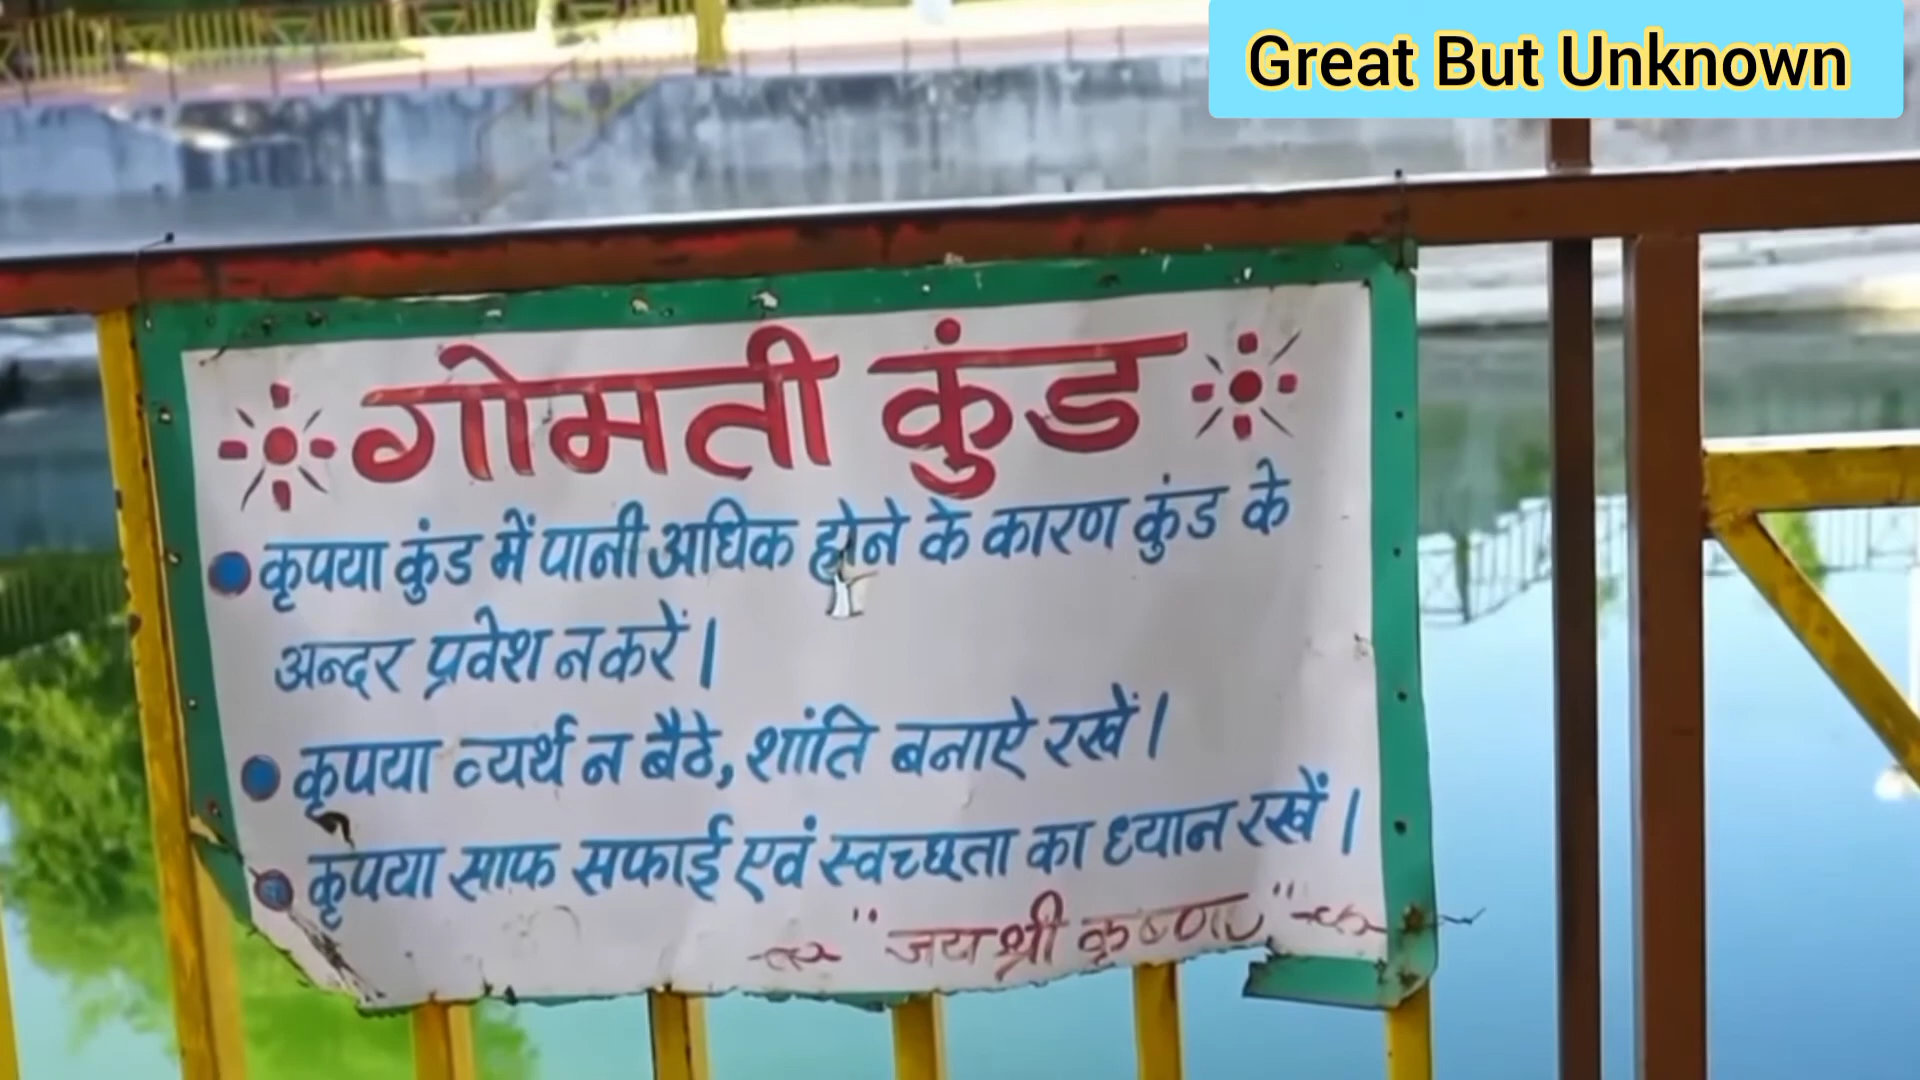 Great But Unknown
गोमती कुंड
कृपया कुंड में पानी अधिक होने के कारण कुंड के
अन्दर प्रवेश न करें।
कृपया व्यर्थ न बैठे, शांति बनाऐ रखें।
कृपया साफ सफाई एवं स्वच्छता का ध्यान रखें।
"जय श्री कृष्णा"